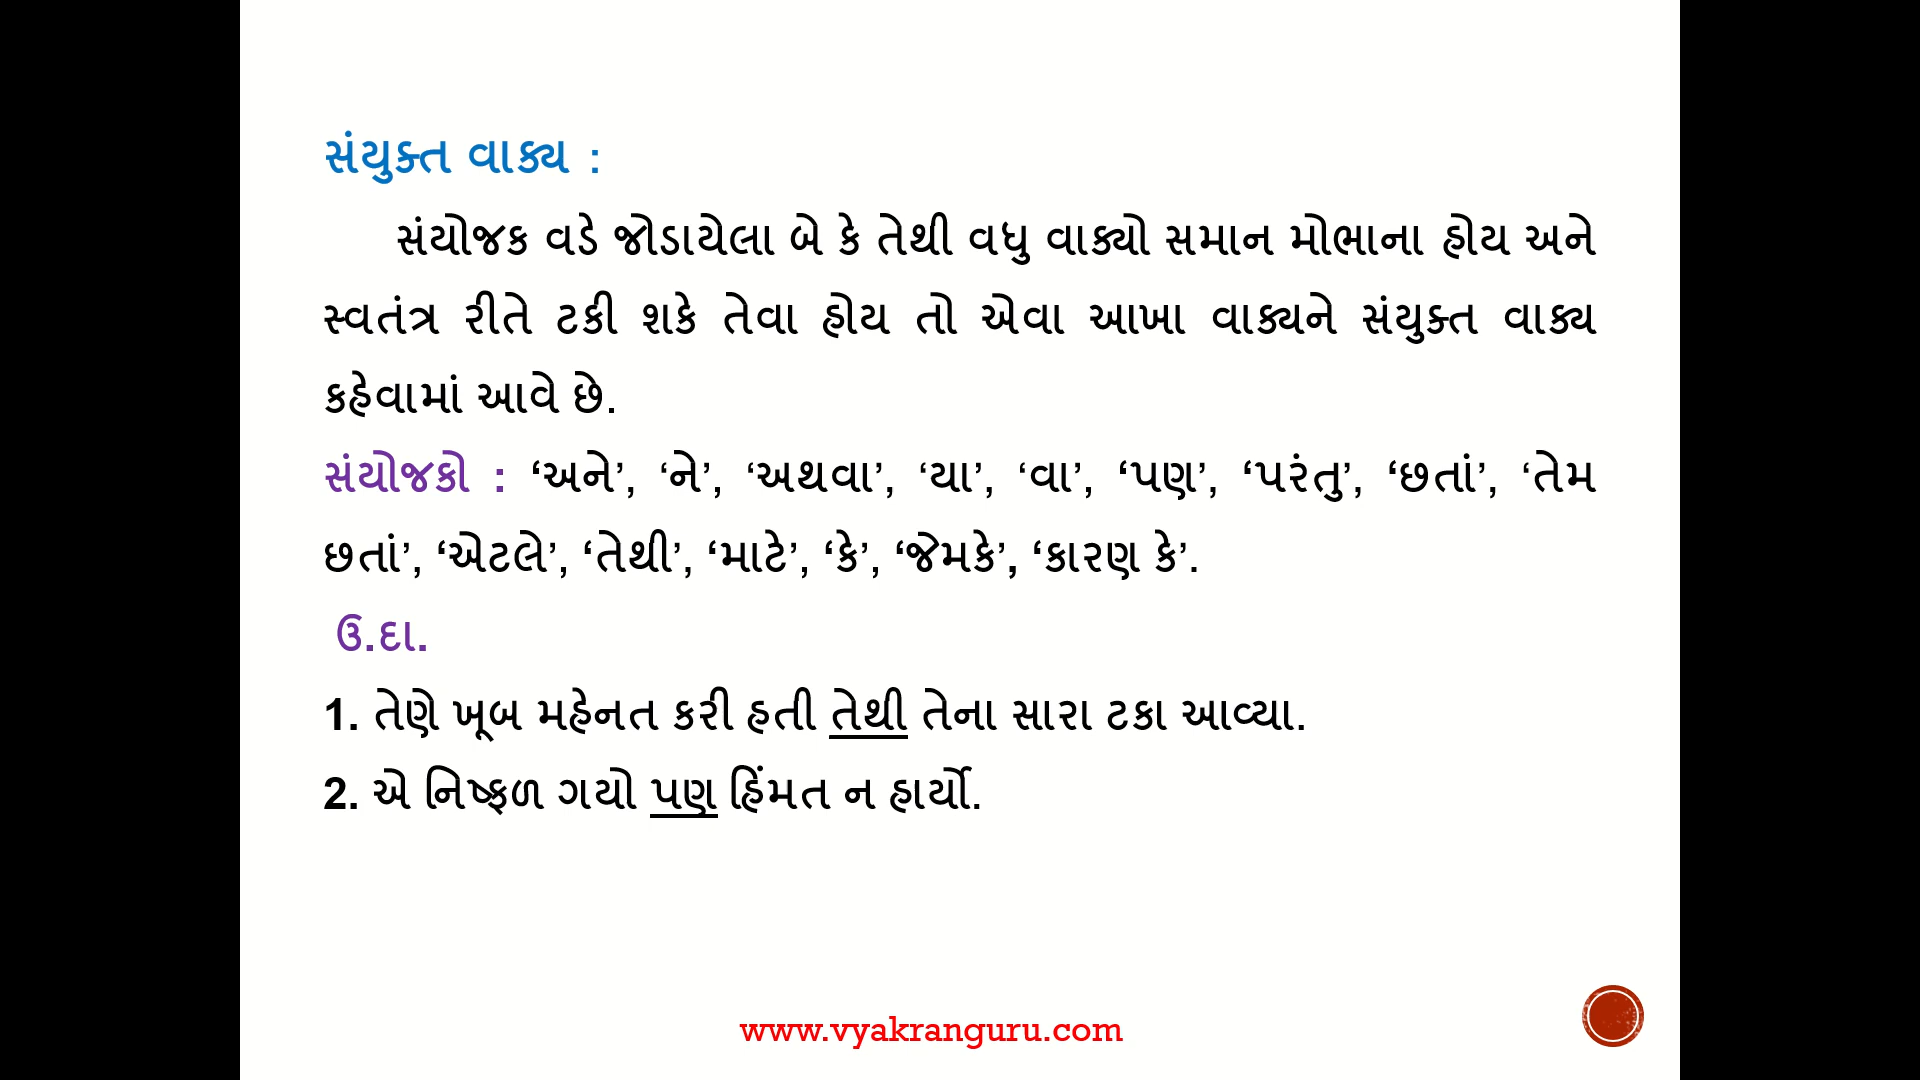 સંયુક્ત વાક્ય :
સંયોજક વડે જોડાયેલા બે કે તેથી વધુ વાક્યો સમાન મોભાના હોય અને
સ્વતંત્ર રીતે ટકી શકે તેવા હોય તો એવા આખા વાક્યને સંયુક્ત વાક્ય
કહેવામાં આવે છે.
સંયોજકો : ‘અને’, ‘ને’, ‘અથવા’, ‘યા’, ‘વા’, ‘પણ’, ‘પરંતુ’, ‘છતાં’, ‘તેમ
છતાં’, ‘એટલે’, ‘તેથી’, ‘માટે’, ‘કે’, ‘જેમકે’, ‘કારણ કે’.
ઉ.દા.
1. તેણે ખૂબ મહેનત કરી હતી તેથી તેના સારા ટકા આવ્યા.
2. એ નિષ્ફળ ગયો પણ હિંમત ન હાર્યો.
www.vyakranguru.com